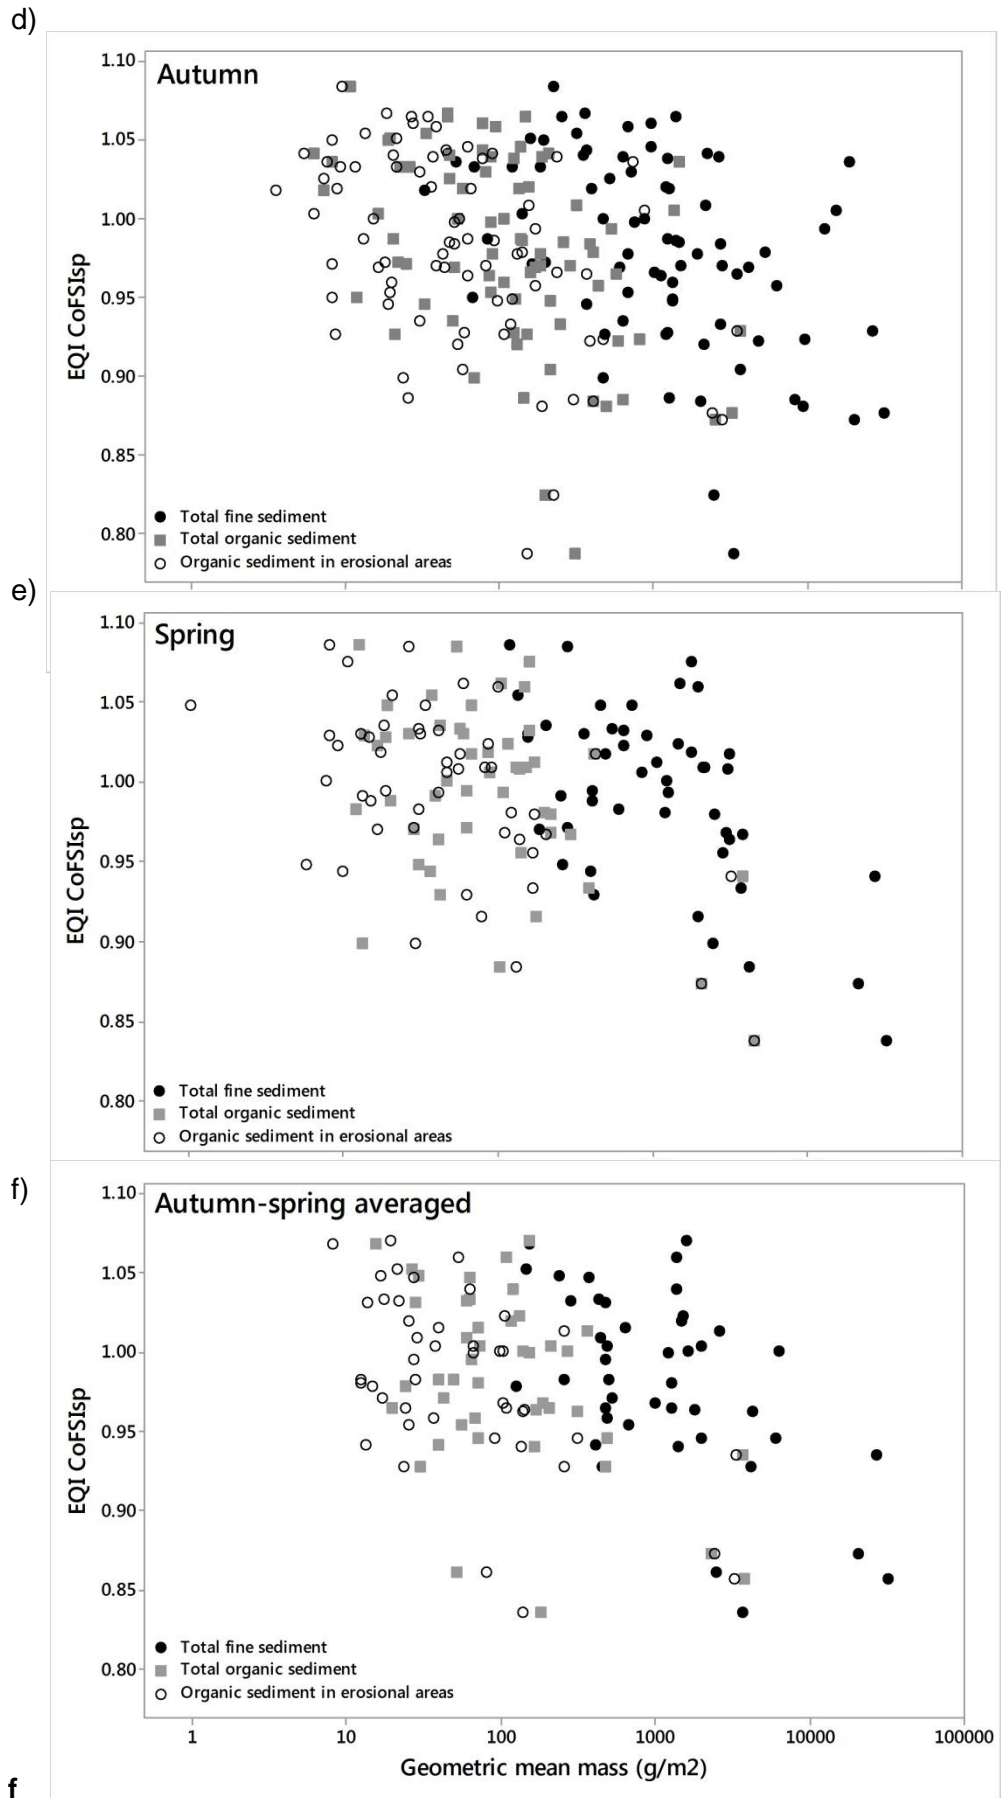 d)
1.10
Autumn
1.05
1.00
0.95
0.90
0.85
0.80
EQI CoFSIsp
Total fine sediment
Total organic sediment
Organic sediment in erosional areas
e)
1.10
Spring
1.05
1.00
0.95
0.90
0.85
0.80
EQI CoFSIsp
Total fine sediment
Total organic sediment
Organic sediment in erosional areas
f)
1.10
Autumn-spring averaged
1.05
1.00
0.95
0.90
0.85
0.80
EQI CoFSIsp
Total fine sediment
Total organic sediment
Organic sediment in erosional areas
1 10 100 1000 10000 100000
Geometric mean mass (g/m2)
f